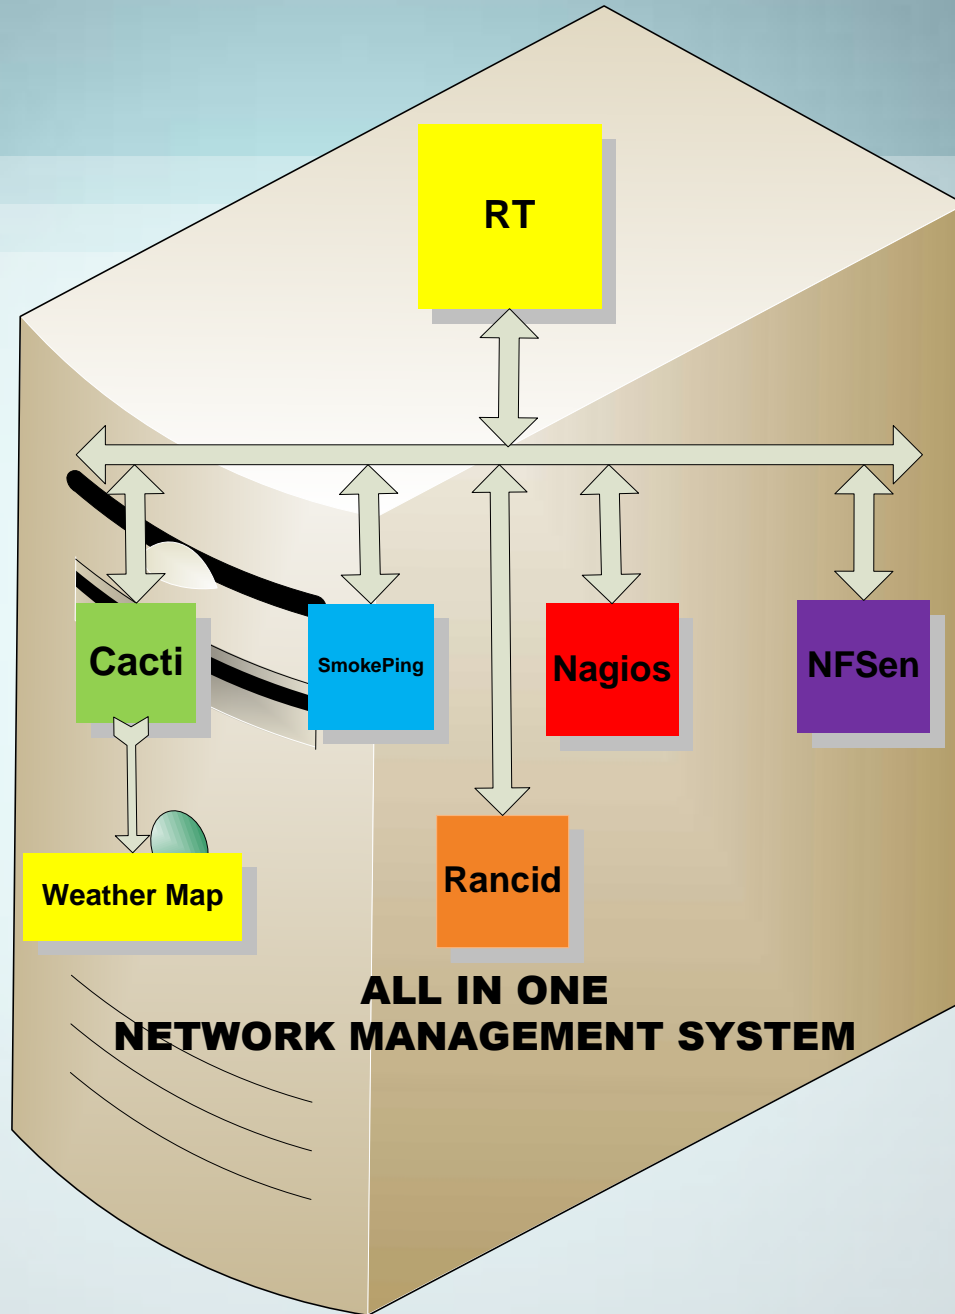 RT
Cacti
SmokePing
Nagios
NFSen
Weather Map
Rancid
ALL IN ONE
NETWORK MANAGEMENT SYSTEM